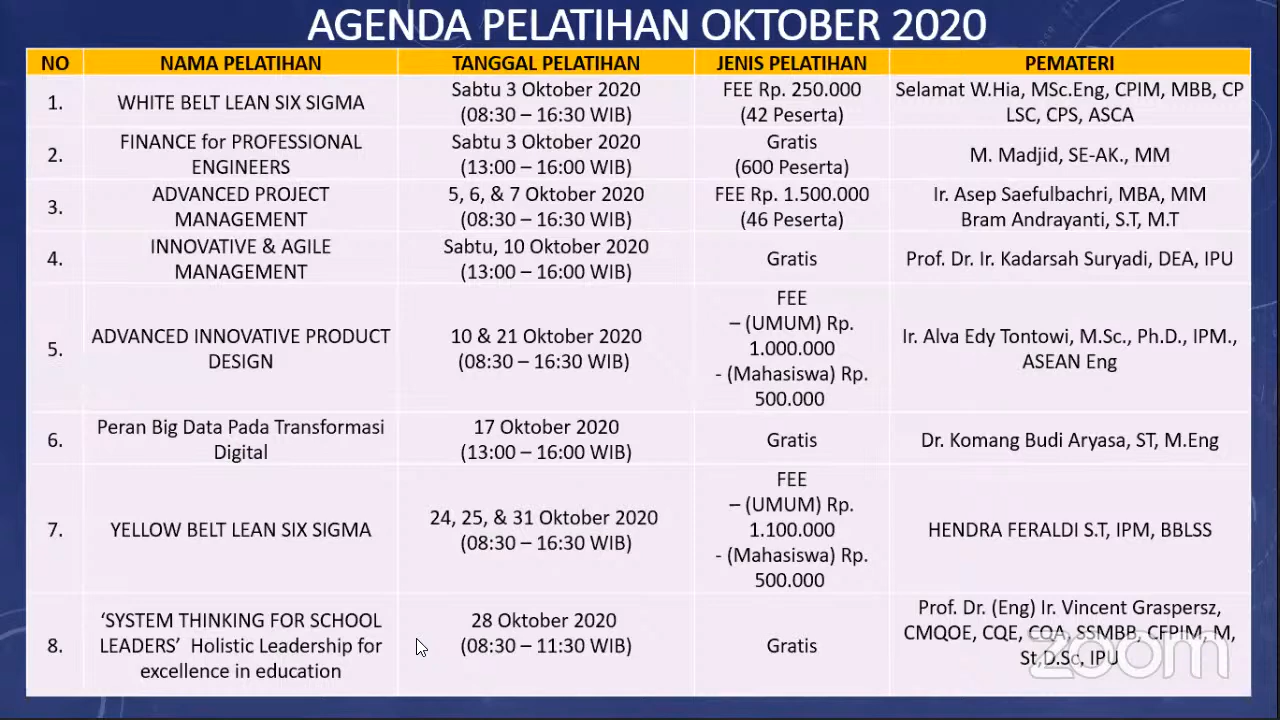 AGENDA PELATIHAN OKTOBER 2020
NO NAMA PELATIHAN TANGGAL PELATIHAN JENIS PELATIHAN PEMATERI
1. WHITE BELT LEAN SIX SIGMA
Sabtu 3 Oktober 2020
(08:30 – 16:30 WIB)
FEE Rp. 250.000
(42 Peserta)
Selamat W.Hia, MSc.Eng, CPIM, MBB, CP
LSC, CPS, ASCA
2. FINANCE for PROFESSIONAL
ENGINEERS
Sabtu 3 Oktober 2020
(13:00 – 16:00 WIB)
Gratis
(600 Peserta)
M. Madjid, SE-AK., MM
3. ADVANCED PROJECT
MANAGEMENT
5, 6, & 7 Oktober 2020
(08:30 – 16:30 WIB)
FEE Rp. 1.500.000
(46 Peserta)
Ir. Asep Saefulbachri, MBA, MM
Bram Andrayanti, S.T, M.T
4. INNOVATIVE & AGILE
MANAGEMENT
Sabtu, 10 Oktober 2020
(13:00 – 16:00 WIB)
Gratis
Prof. Dr. Ir. Kadarsah Suryadi, DEA, IPU
5. ADVANCED INNOVATIVE PRODUCT
DESIGN
10 & 21 Oktober 2020
(08:30 – 16:30 WIB)
FEE
– (UMUM) Rp.
1.000.000
- (Mahasiswa) Rp.
500.000
Ir. Alva Edy Tontowi, M.Sc., Ph.D., IPM.,
ASEAN Eng
6. Peran Big Data Pada Transformasi
Digital
17 Oktober 2020
(13:00 – 16:00 WIB)
Gratis
Dr. Komang Budi Aryasa, ST, M.Eng
7. YELLOW BELT LEAN SIX SIGMA
24, 25, & 31 Oktober 2020
(08:30 – 16:30 WIB)
FEE
– (UMUM) Rp.
1.100.000
- (Mahasiswa) Rp.
500.000
HENDRA FERALDI S.T, IPM, BBLSS
8. ‘SYSTEM THINKING FOR SCHOOL
LEADERS’ Holistic Leadership for
excellence in education
28 Oktober 2020
(08:30 – 11:30 WIB)
Gratis
Prof. Dr. (Eng) Ir. Vincent Graspersz,
CMQOE, CQE, CQA, SSMBB, CFPIM, M,
St,D.Sc, IPU
zoom